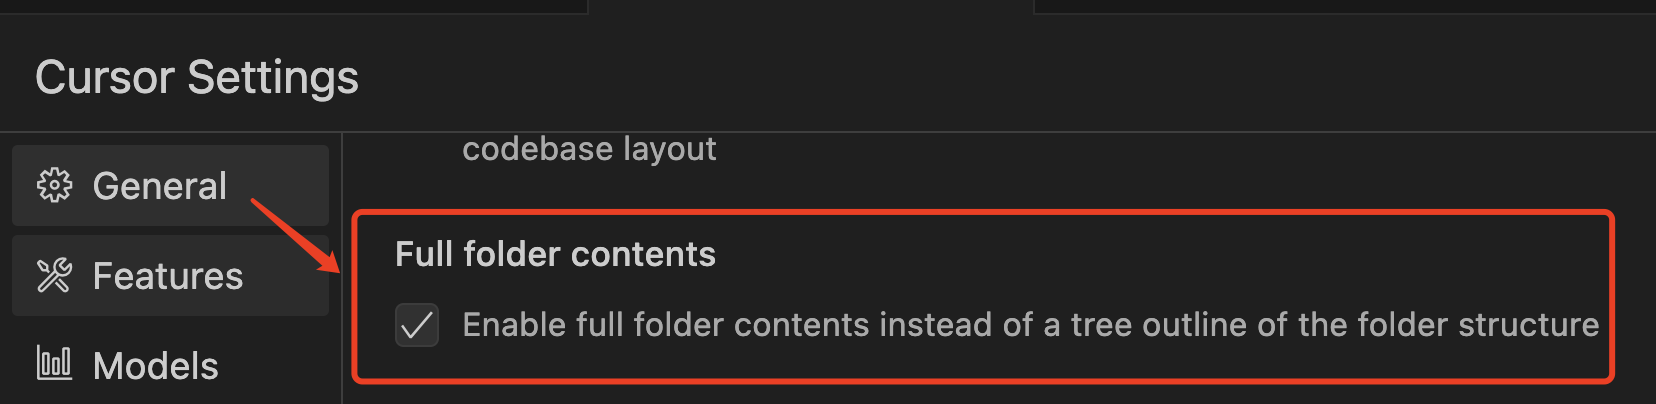 Cursor Settings
General
Features
Models
codebase layout
Full folder contents
Enable full folder contents instead of a tree outline of the folder structure